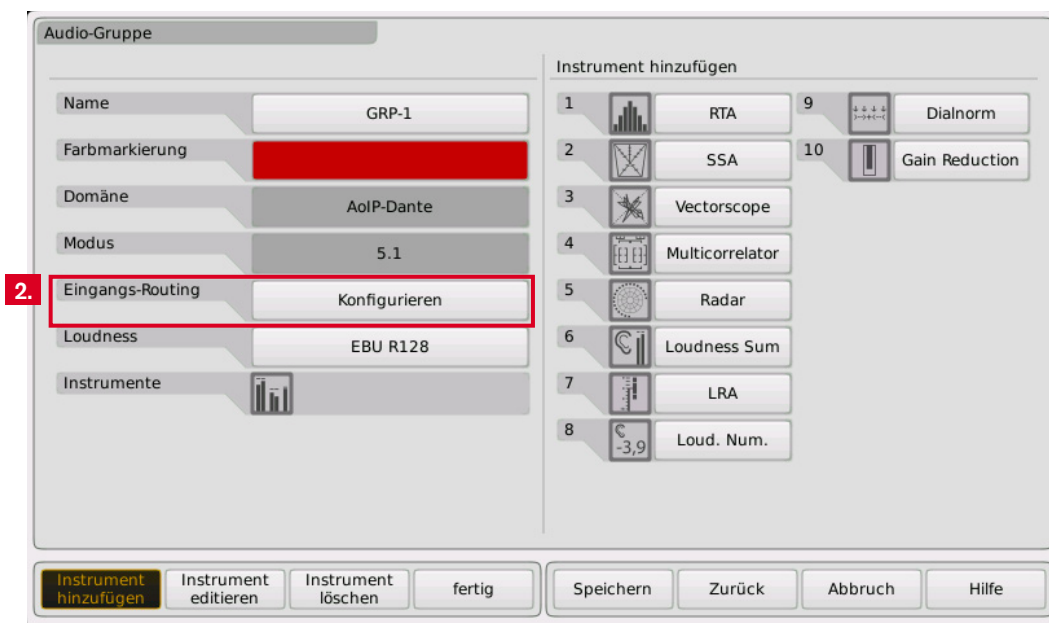 Audio-Gruppe
Name
GRP-1
Farbmarkierung
Domäne
AoIP-Dante
Modus
5.1
2.
Eingangs-Routing
Konfigurieren
Loudness
EBU R128
Instrumente
Instrument hinzufügen
1
RTA
2
SSA
3
Vectorscope
4
Multicorrelator
5
Radar
6
Loudness Sum
7
LRA
8
-3,9
Loud. Num.
9
Dialnorm
10
Gain Reduction
Instrument
hinzufügen
Instrument
editieren
Instrument
löschen
fertig
Speichern
Zurück
Abbruch
Hilfe